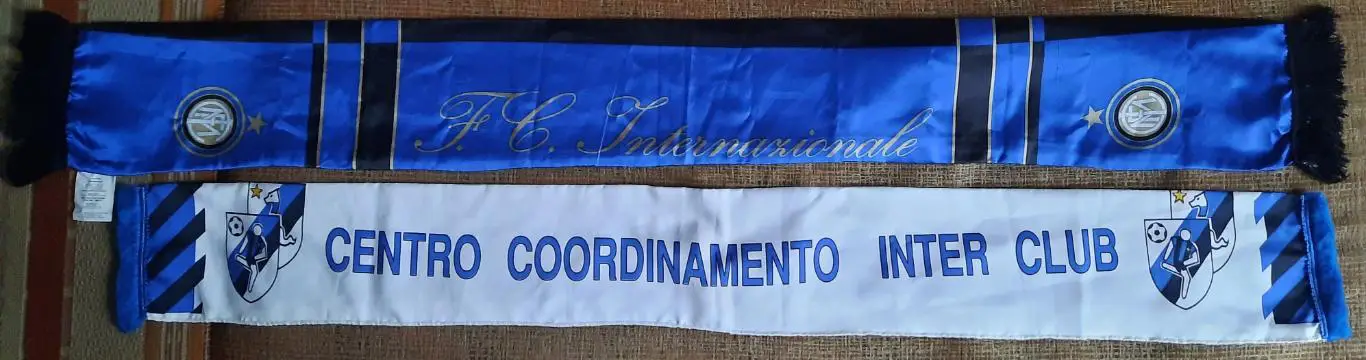 F.C. Internazionale
CENTRO COORDINAMENTO INTER CLUB